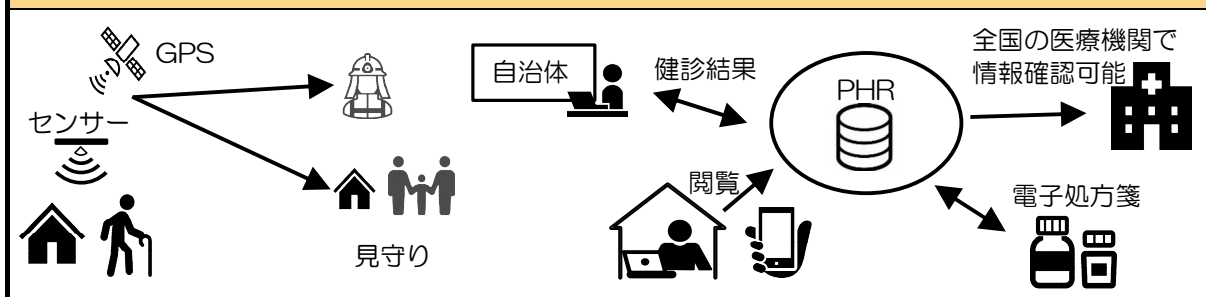 GPS
センサー
見守り
自治体
健診結果
PHR
全国の医療機関で
情報確認可能
閲覧
電子処方箋